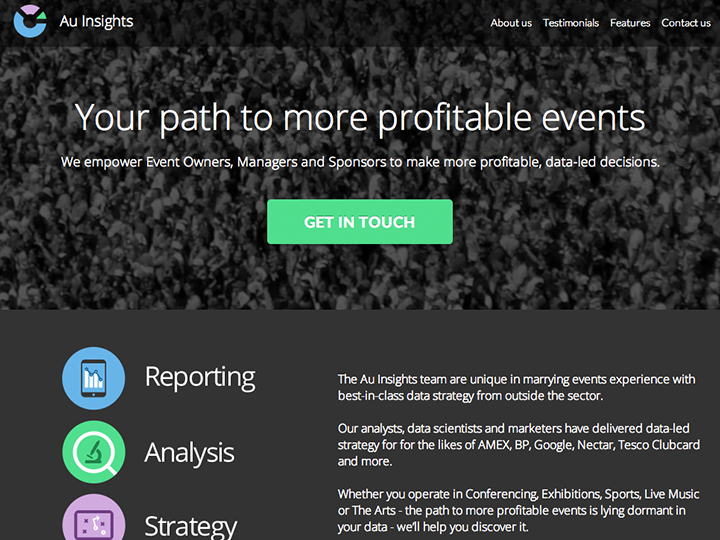 Au Insights
About us Testimonials Features Contact us
Your path to more profitable events
We empower Event Owners, Managers and Sponsors to make more profitable, data-led decisions.
GET IN TOUCH
Reporting
Analysis
Strategy
The Au Insights team are unique in marrying events experience with
best-in-class data strategy from outside the sector.
Our analysts, data scientists and marketers have delivered data-led
strategy for for the likes of AMEX, BP, Google, Nectar, Tesco Clubcard
and more.
Whether you operate in Conferencing, Exhibitions, Sports, Live Music
or The Arts - the path to more profitable events is lying dormant in
your data - we'll help you discover it.